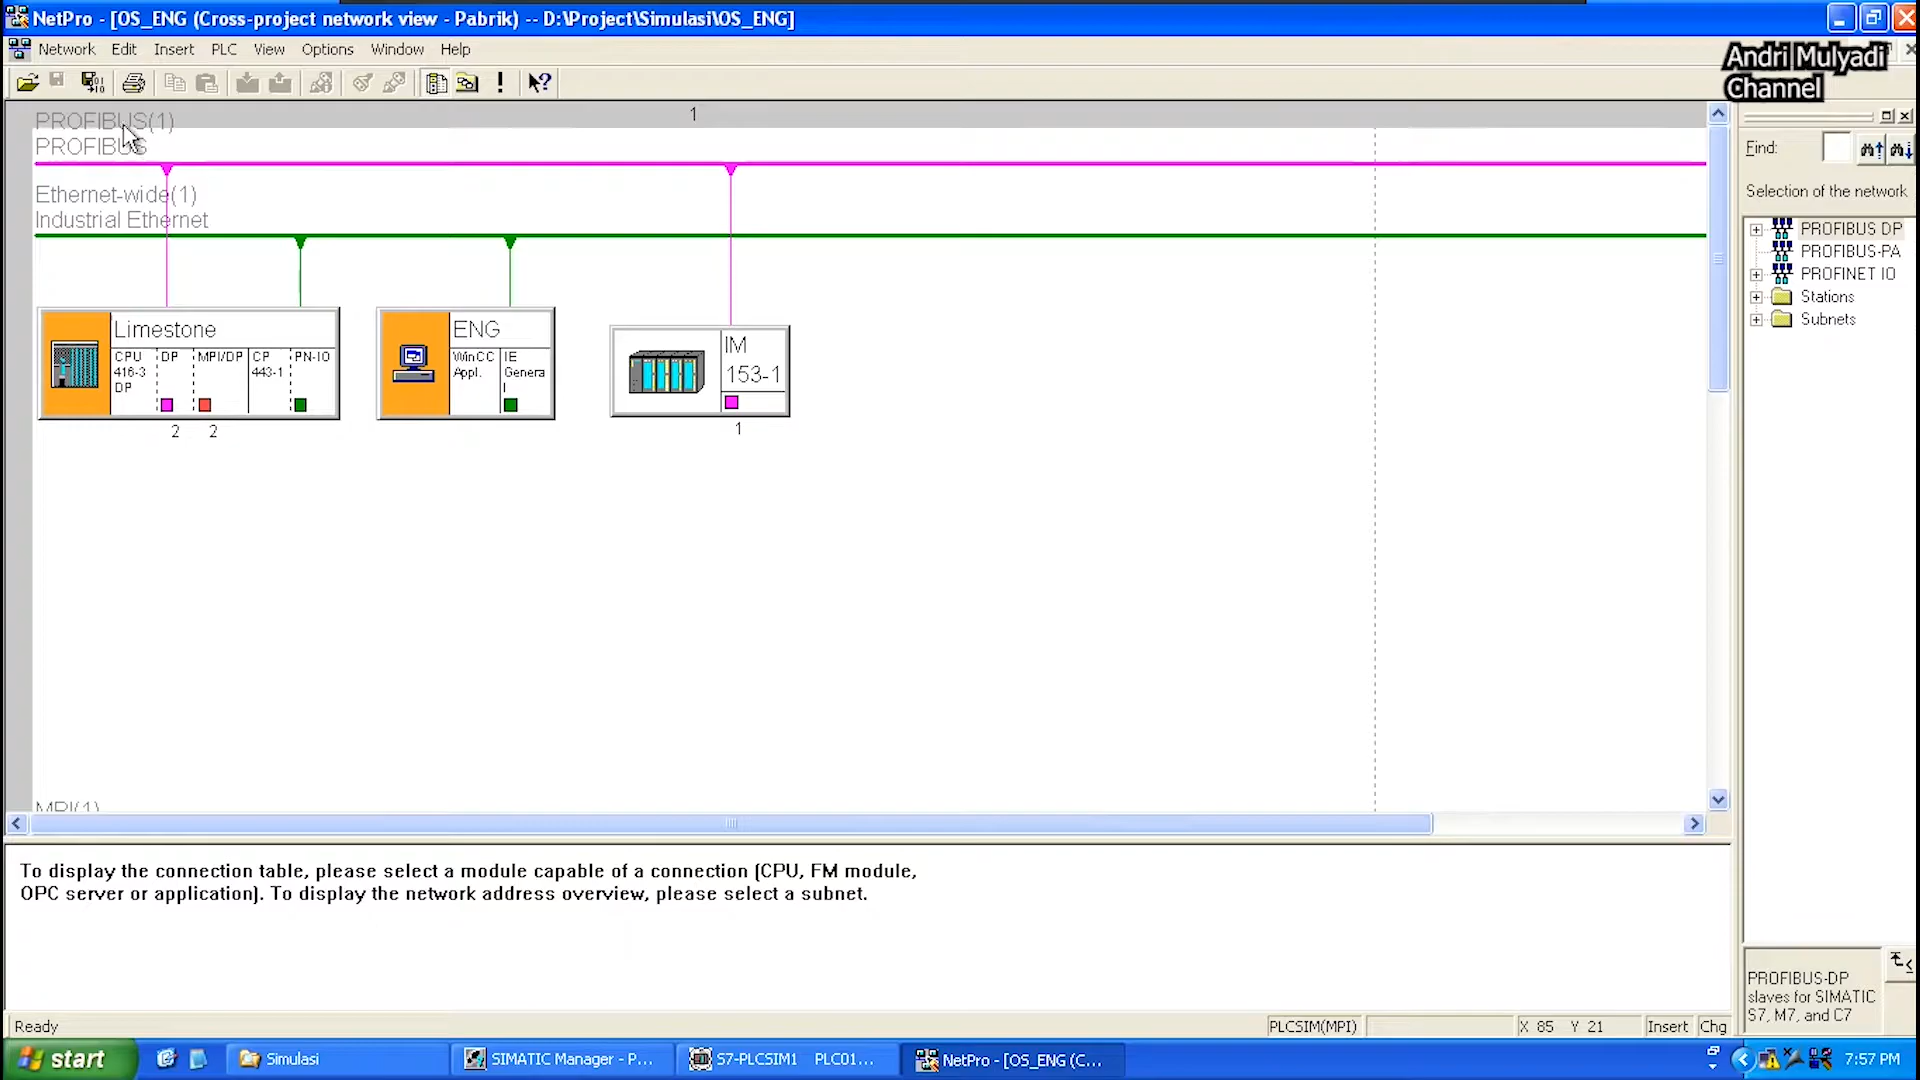 NetPro - [OS_ENG (Cross-project network view - Pabrik) -- D:\Project\Simulasi\OS_ENG]
Network Edit Insert PLC View Options Window Help
Andri Mulyadi
Channel
1
PROFIBUS(1)
PROFIBUS
Ethernet-wide(1)
Industrial Ethernet
Limestone
CPU
416-3
DP
DP
MPI/DP
CP
443-1
PN-IO
2 2
ENG
WinCC
Appl.
IE
Genera
l
IM
153-1
1
MPI(1)
Find:
Selection of the network
PROFIBUS DP
PROFIBUS-PA
PROFINET IO
Stations
Subnets
To display the connection table, please select a module capable of a connection (CPU, FM module,
OPC server or application). To display the network address overview, please select a subnet.
PROFIBUS-DP
slaves for SIMATIC
S7, M7, and C7
Ready PLCSIM(MPI) X 85 Y 21 Insert Chg
start Simulasi SIMATIC Manager - P... S7-PLCSIM1 PLC01... NetPro - [OS_ENG (C... 7:57 PM